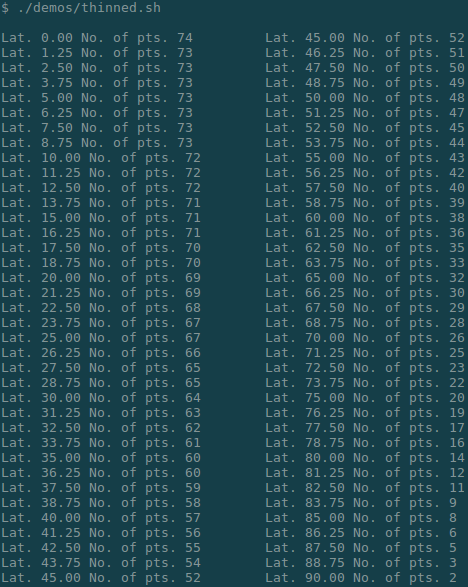 $ ./demos/thinned.sh
Lat. 0.00 No. of pts. 74 Lat. 45.00 No. of pts. 52
Lat. 1.25 No. of pts. 73 Lat. 46.25 No. of pts. 51
Lat. 2.50 No. of pts. 73 Lat. 47.50 No. of pts. 50
Lat. 3.75 No. of pts. 73 Lat. 48.75 No. of pts. 49
Lat. 5.00 No. of pts. 73 Lat. 50.00 No. of pts. 48
Lat. 6.25 No. of pts. 73 Lat. 51.25 No. of pts. 47
Lat. 7.50 No. of pts. 73 Lat. 52.50 No. of pts. 45
Lat. 8.75 No. of pts. 73 Lat. 53.75 No. of pts. 44
Lat. 10.00 No. of pts. 72 Lat. 55.00 No. of pts. 43
Lat. 11.25 No. of pts. 72 Lat. 56.25 No. of pts. 42
Lat. 12.50 No. of pts. 72 Lat. 57.50 No. of pts. 40
Lat. 13.75 No. of pts. 71 Lat. 58.75 No. of pts. 39
Lat. 15.00 No. of pts. 71 Lat. 60.00 No. of pts. 38
Lat. 16.25 No. of pts. 71 Lat. 61.25 No. of pts. 36
Lat. 17.50 No. of pts. 70 Lat. 62.50 No. of pts. 35
Lat. 18.75 No. of pts. 70 Lat. 63.75 No. of pts. 33
Lat. 20.00 No. of pts. 69 Lat. 65.00 No. of pts. 32
Lat. 21.25 No. of pts. 69 Lat. 66.25 No. of pts. 30
Lat. 22.50 No. of pts. 68 Lat. 67.50 No. of pts. 29
Lat. 23.75 No. of pts. 67 Lat. 68.75 No. of pts. 28
Lat. 25.00 No. of pts. 67 Lat. 70.00 No. of pts. 26
Lat. 26.25 No. of pts. 66 Lat. 71.25 No. of pts. 25
Lat. 27.50 No. of pts. 65 Lat. 72.50 No. of pts. 23
Lat. 28.75 No. of pts. 65 Lat. 73.75 No. of pts. 22
Lat. 30.00 No. of pts. 64 Lat. 75.00 No. of pts. 20
Lat. 31.25 No. of pts. 63 Lat. 76.25 No. of pts. 19
Lat. 32.50 No. of pts. 62 Lat. 77.50 No. of pts. 17
Lat. 33.75 No. of pts. 61 Lat. 78.75 No. of pts. 16
Lat. 35.00 No. of pts. 60 Lat. 80.00 No. of pts. 14
Lat. 36.25 No. of pts. 60 Lat. 81.25 No. of pts. 12
Lat. 37.50 No. of pts. 59 Lat. 82.50 No. of pts. 11
Lat. 38.75 No. of pts. 58 Lat. 83.75 No. of pts. 9
Lat. 40.00 No. of pts. 57 Lat. 85.00 No. of pts. 8
Lat. 41.25 No. of pts. 56 Lat. 86.25 No. of pts. 6
Lat. 42.50 No. of pts. 55 Lat. 87.50 No. of pts. 5
Lat. 43.75 No. of pts. 54 Lat. 88.75 No. of pts. 3
Lat. 45.00 No. of pts. 52 Lat. 90.00 No. of pts. 2